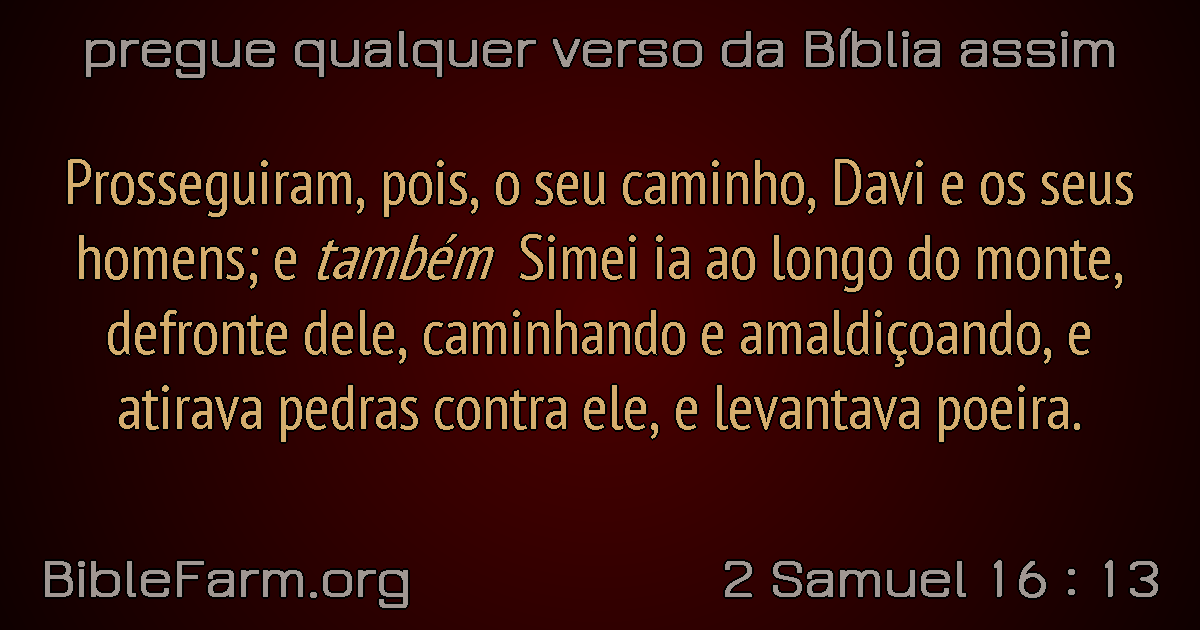 pregue qualquer verso da Bíblia assim
Prosseguiram, pois, o seu caminho, Davi e os seus
homens; e também Simei ia ao longo do monte,
defronte dele, caminhando e amaldiçoando, e
atirava pedras contra ele, e levantava poeira.
BibleFarm.org
2 Samuel 16 : 13